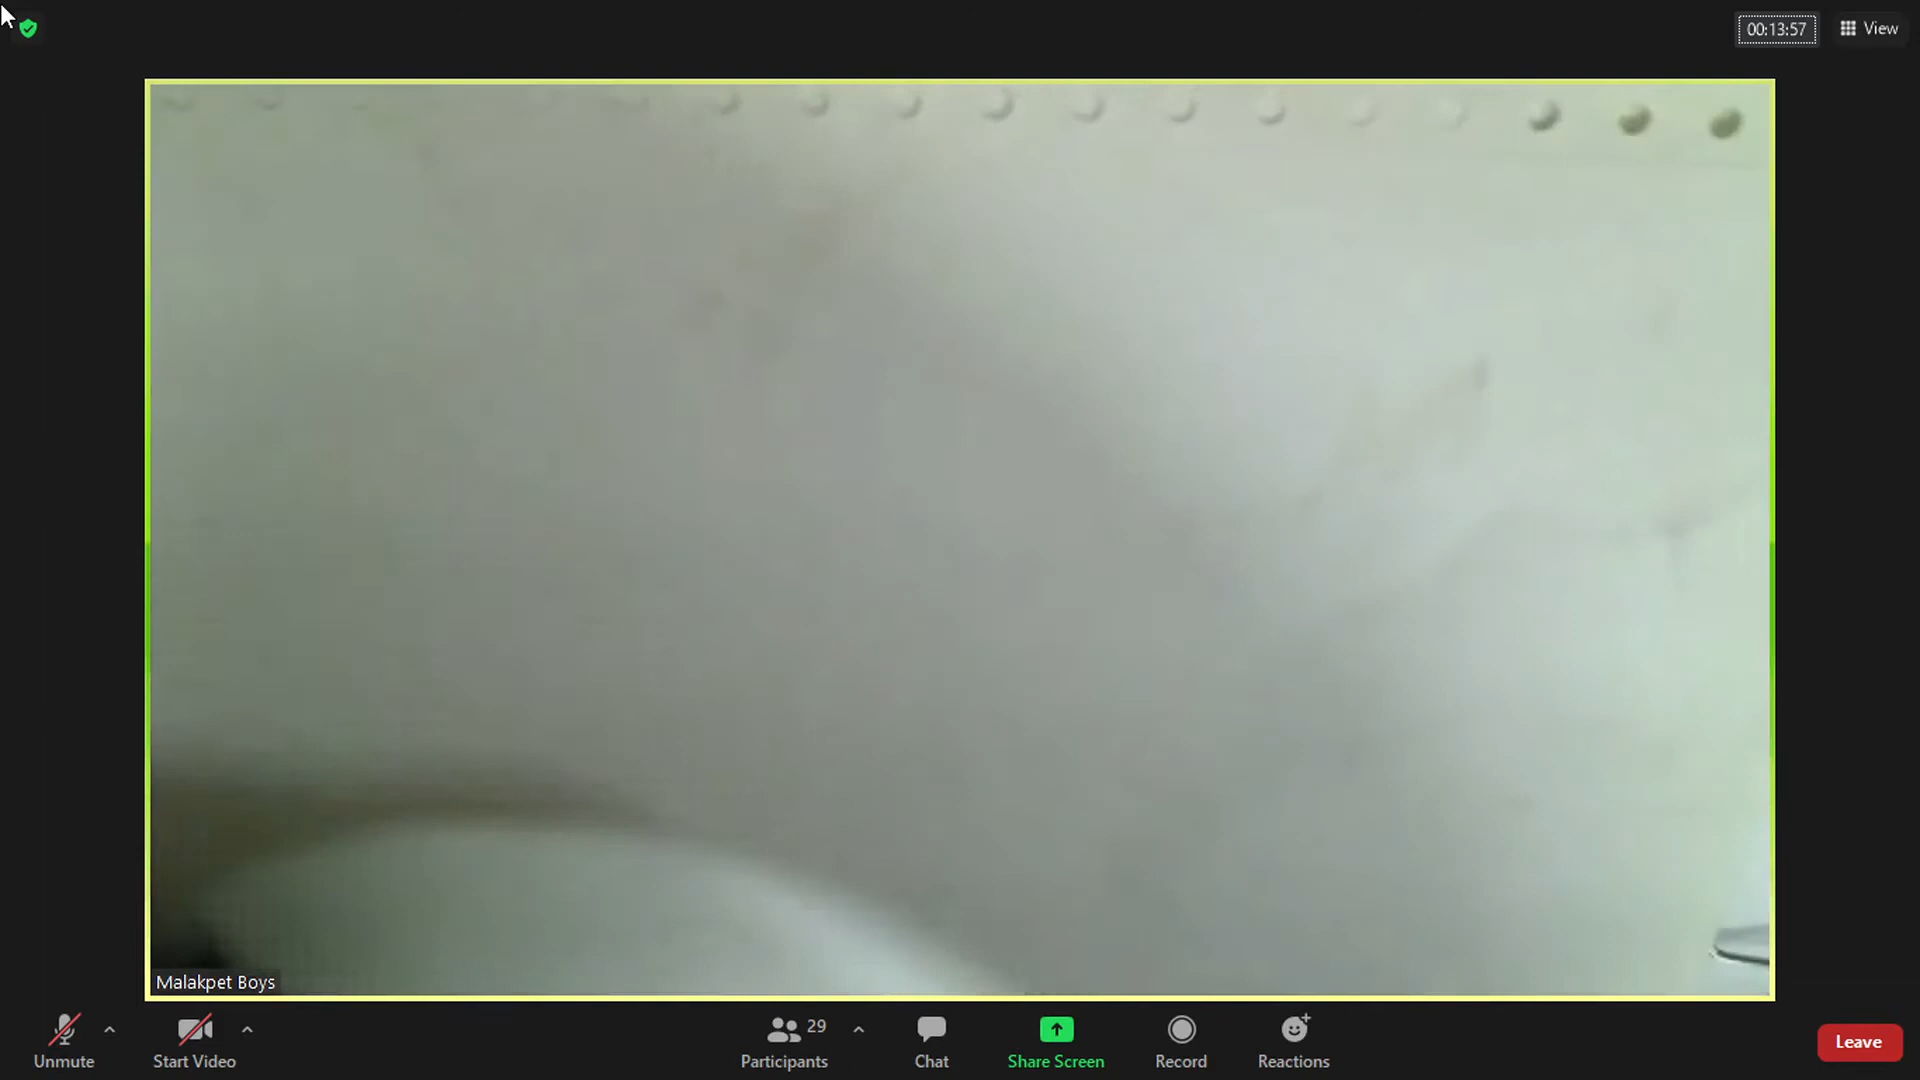 00:13:57
View
Malakpet Boys
29
Unmute
Start Video
Participants
Chat
Share Screen
Record
Reactions
Leave